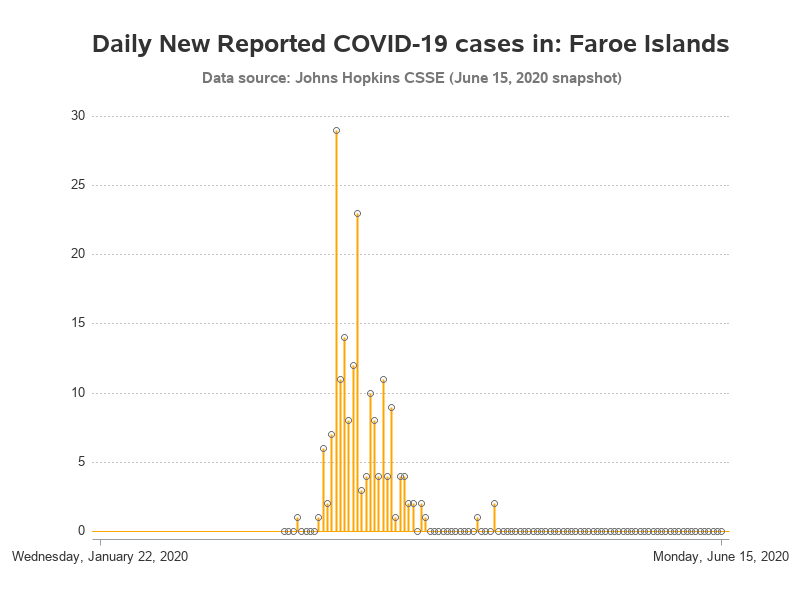 Daily New Reported COVID-19 cases in: Faroe Islands
Data source: Johns Hopkins CSSE (June 15, 2020 snapshot)
30
25
20
15
10
5
0
Wednesday, January 22, 2020
Monday, June 15, 2020